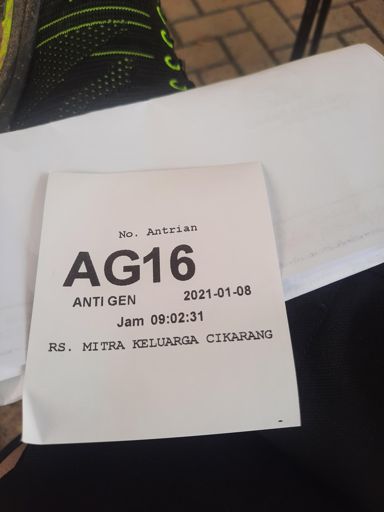 No. Antrian
AG16
ANTI GEN 2021-01-08
Jam 09:02:31
RS. MITRA KELUARGA CIKARANG